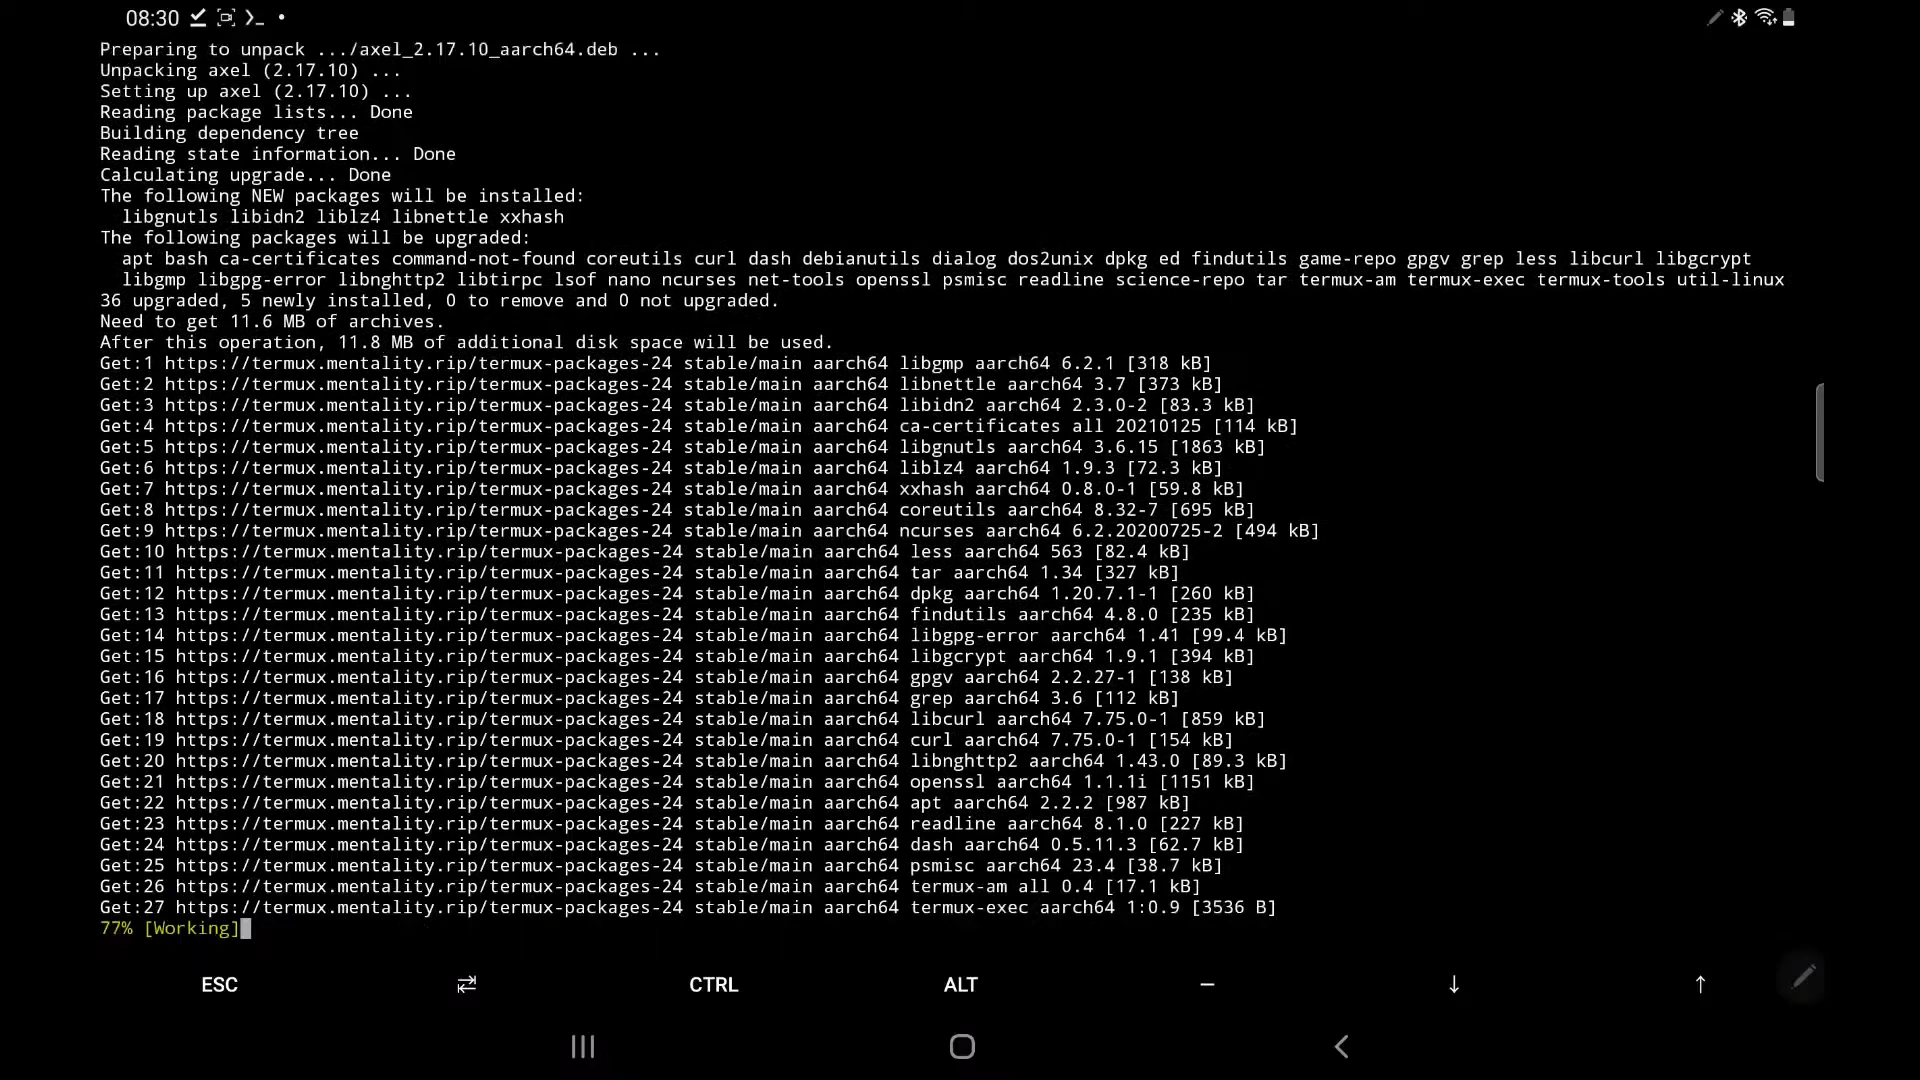 08:30
Preparing to unpack .../axel_2.17.10_aarch64.deb ...
Unpacking axel (2.17.10) ...
Setting up axel (2.17.10) ...
Reading package lists... Done
Building dependency tree
Reading state information... Done
Calculating upgrade... Done
The following NEW packages will be installed:
  libgnutls libidn2 liblz4 libnettle xxhash
The following packages will be upgraded:
  apt bash ca-certificates command-not-found coreutils curl dash debianutils dialog dos2unix dpkg ed findutils game-repo gpgv grep less libcurl libgcrypt
  libgmp libgpg-error libnghttp2 libtirpc lsof nano ncurses net-tools openssl psmisc readline science-repo tar termux-am termux-exec termux-tools util-linux
36 upgraded, 5 newly installed, 0 to remove and 0 not upgraded.
Need to get 11.6 MB of archives.
After this operation, 11.8 MB of additional disk space will be used.
Get:1 https://termux.mentality.rip/termux-packages-24 stable/main aarch64 libgmp aarch64 6.2.1 [318 kB]
Get:2 https://termux.mentality.rip/termux-packages-24 stable/main aarch64 libnettle aarch64 3.7 [373 kB]
Get:3 https://termux.mentality.rip/termux-packages-24 stable/main aarch64 libidn2 aarch64 2.3.0-2 [83.3 kB]
Get:4 https://termux.mentality.rip/termux-packages-24 stable/main aarch64 ca-certificates all 20210125 [114 kB]
Get:5 https://termux.mentality.rip/termux-packages-24 stable/main aarch64 libgnutls aarch64 3.6.15 [1863 kB]
Get:6 https://termux.mentality.rip/termux-packages-24 stable/main aarch64 liblz4 aarch64 1.9.3 [72.3 kB]
Get:7 https://termux.mentality.rip/termux-packages-24 stable/main aarch64 xxhash aarch64 0.8.0-1 [59.8 kB]
Get:8 https://termux.mentality.rip/termux-packages-24 stable/main aarch64 coreutils aarch64 8.32-7 [695 kB]
Get:9 https://termux.mentality.rip/termux-packages-24 stable/main aarch64 ncurses aarch64 6.2.20200725-2 [494 kB]
Get:10 https://termux.mentality.rip/termux-packages-24 stable/main aarch64 less aarch64 563 [82.4 kB]
Get:11 https://termux.mentality.rip/termux-packages-24 stable/main aarch64 tar aarch64 1.34 [327 kB]
Get:12 https://termux.mentality.rip/termux-packages-24 stable/main aarch64 dpkg aarch64 1.20.7.1-1 [260 kB]
Get:13 https://termux.mentality.rip/termux-packages-24 stable/main aarch64 findutils aarch64 4.8.0 [235 kB]
Get:14 https://termux.mentality.rip/termux-packages-24 stable/main aarch64 libgpg-error aarch64 1.41 [99.4 kB]
Get:15 https://termux.mentality.rip/termux-packages-24 stable/main aarch64 libgcrypt aarch64 1.9.1 [394 kB]
Get:16 https://termux.mentality.rip/termux-packages-24 stable/main aarch64 gpgv aarch64 2.2.27-1 [138 kB]
Get:17 https://termux.mentality.rip/termux-packages-24 stable/main aarch64 grep aarch64 3.6 [112 kB]
Get:18 https://termux.mentality.rip/termux-packages-24 stable/main aarch64 libcurl aarch64 7.75.0-1 [859 kB]
Get:19 https://termux.mentality.rip/termux-packages-24 stable/main aarch64 curl aarch64 7.75.0-1 [154 kB]
Get:20 https://termux.mentality.rip/termux-packages-24 stable/main aarch64 libnghttp2 aarch64 1.43.0 [89.3 kB]
Get:21 https://termux.mentality.rip/termux-packages-24 stable/main aarch64 openssl aarch64 1.1.1i [1151 kB]
Get:22 https://termux.mentality.rip/termux-packages-24 stable/main aarch64 apt aarch64 2.2.2 [987 kB]
Get:23 https://termux.mentality.rip/termux-packages-24 stable/main aarch64 readline aarch64 8.1.0 [227 kB]
Get:24 https://termux.mentality.rip/termux-packages-24 stable/main aarch64 dash aarch64 0.5.11.3 [62.7 kB]
Get:25 https://termux.mentality.rip/termux-packages-24 stable/main aarch64 psmisc aarch64 23.4 [38.7 kB]
Get:26 https://termux.mentality.rip/termux-packages-24 stable/main aarch64 termux-am all 0.4 [17.1 kB]
Get:27 https://termux.mentality.rip/termux-packages-24 stable/main aarch64 termux-exec aarch64 1:0.9 [3536 B]
77% [Working]
ESC ⇄ CTRL ALT – ↓ ↑